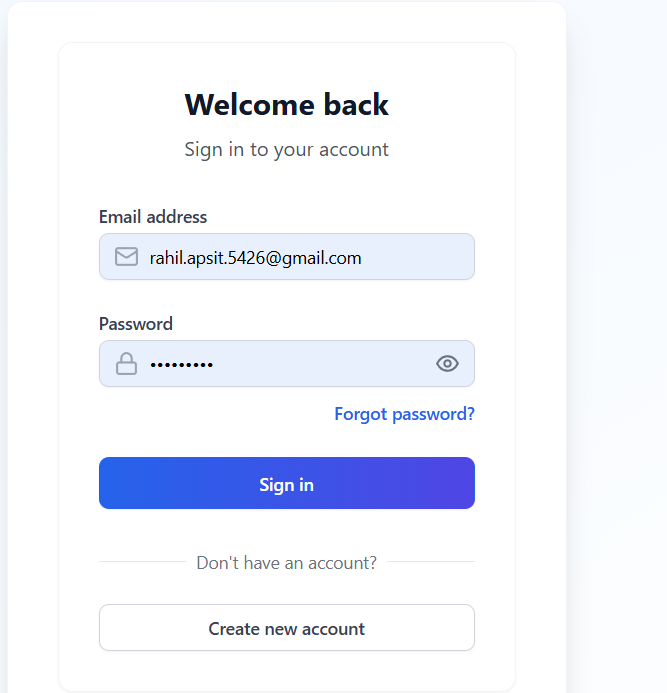 Welcome back
Sign in to your account
Email address
rahil.apsit.5426@gmail.com
Password
•••••••••
Forgot password?
Sign in
Don't have an account?
Create new account